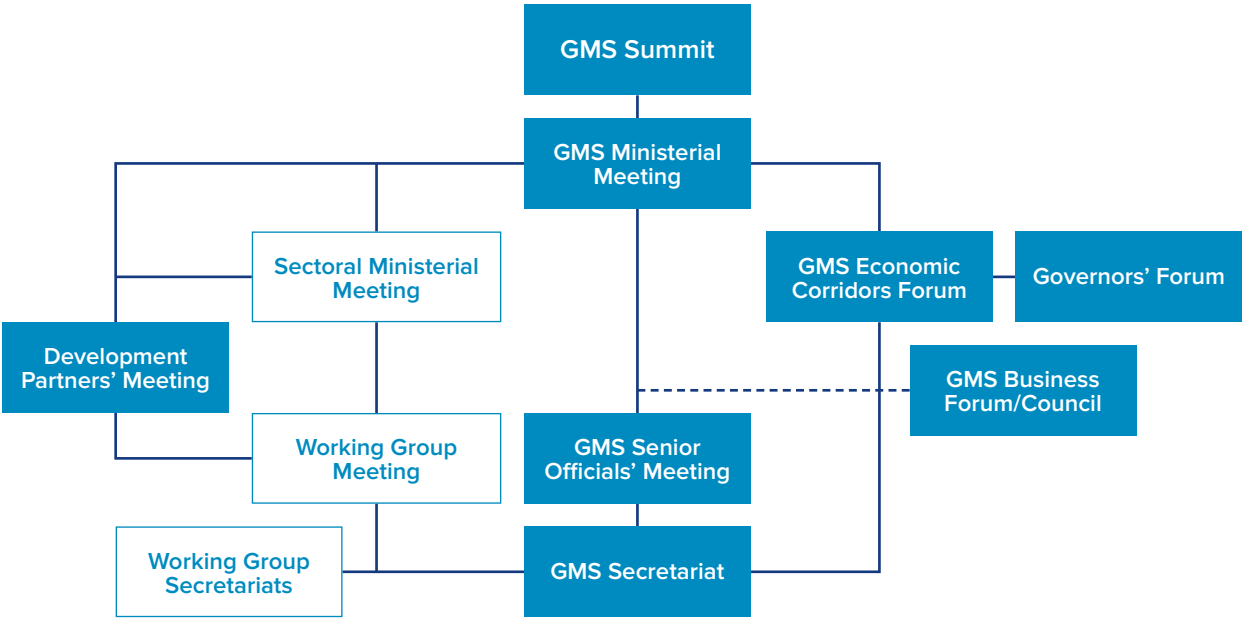 GMS Summit
GMS Ministerial
Meeting
Sectoral Ministerial
Meeting
GMS Economic
Corridors Forum
Governors’ Forum
Development
Partners’ Meeting
GMS Business
Forum/Council
Working Group
Meeting
GMS Senior
Officials’ Meeting
Working Group
Secretariats
GMS Secretariat